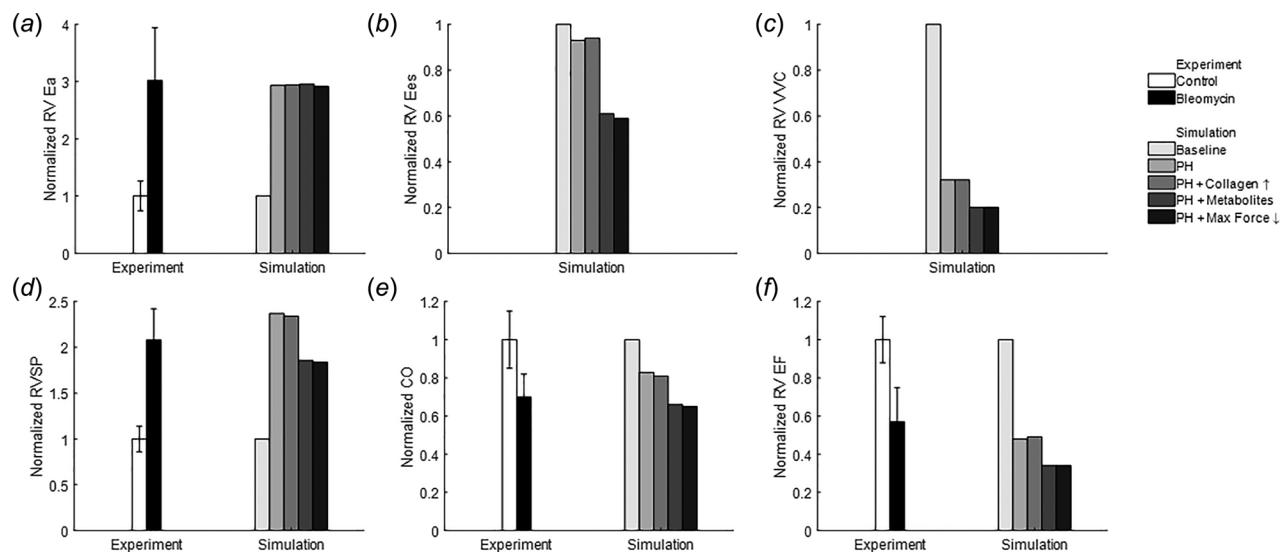 (a)
Normalized RV Ea
4
3
2
1
0
Experiment
Simulation
(b)
Normalized RV Ees
1
0.8
0.6
0.4
0.2
0
Simulation
(c)
Normalized RV VVC
1
0.8
0.6
0.4
0.2
0
Simulation
Experiment
Control
Bleomycin
Simulation
Baseline
PH
PH + Collagen ↑
PH + Metabolites
PH + Max Force ↓
(d)
Normalized RVSP
2.5
2
1.5
1
0.5
0
Experiment
Simulation
(e)
Normalized CO
1.2
1
0.8
0.6
0.4
0.2
0
Experiment
Simulation
(f)
Normalized RV EF
1.2
1
0.8
0.6
0.4
0.2
0
Experiment
Simulation